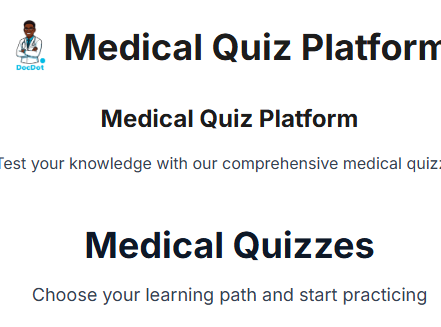 DocDot
Medical Quiz Platform
Medical Quiz Platform
Test your knowledge with our comprehensive medical quizz
Medical Quizzes
Choose your learning path and start practicing